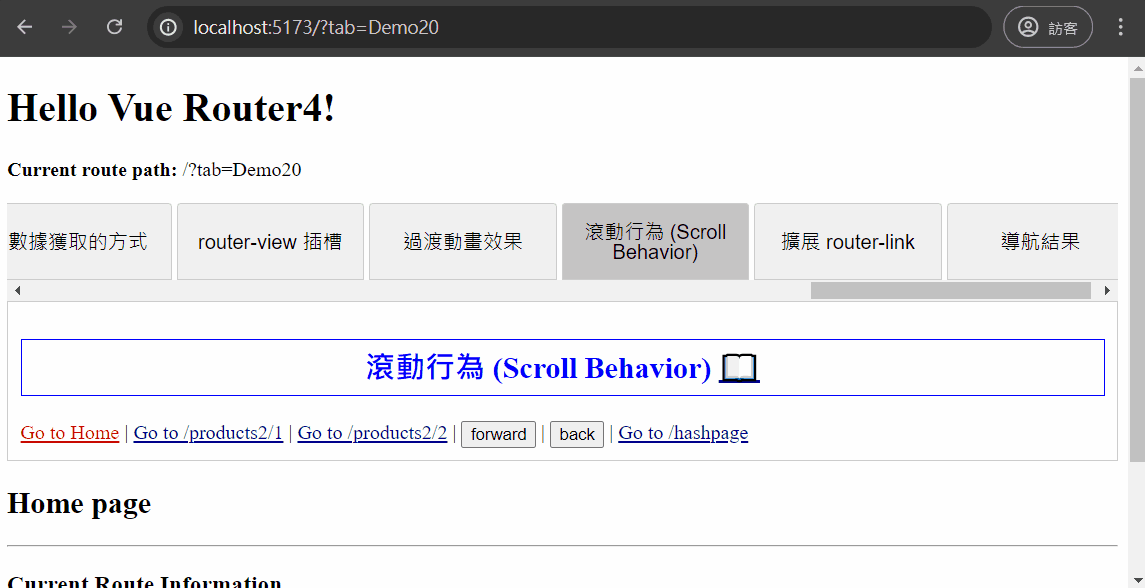 localhost:5173/?tab=Demo20
訪客
Hello Vue Router4!
Current route path: /?tab=Demo20
數據獲取的方式
router-view 插槽
過渡動畫效果
滾動行為 (Scroll
Behavior)
擴展 router-link
導航結果
滾動行為 (Scroll Behavior)
Go to Home | Go to /products2/1 | Go to /products2/2 | forward | back | Go to /hashpage
Home page
Current Route Information